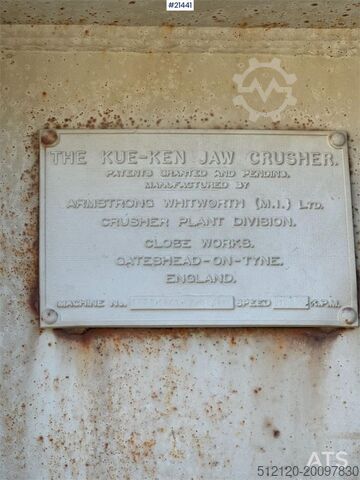 #21441
THE KUE-KEN JAW CRUSHER.
PATENTS GRANTED AND PENDING.
MANUFACTURED BY
ARMSTRONG WHITWORTH (M.I.) LTD.
CRUSHER PLANT DIVISION.
CLOSE WORKS.
GATESHEAD-ON-TYNE.
ENGLAND.
MACHINE NO. SPEED R.P.M.
ATS
512120-20097830